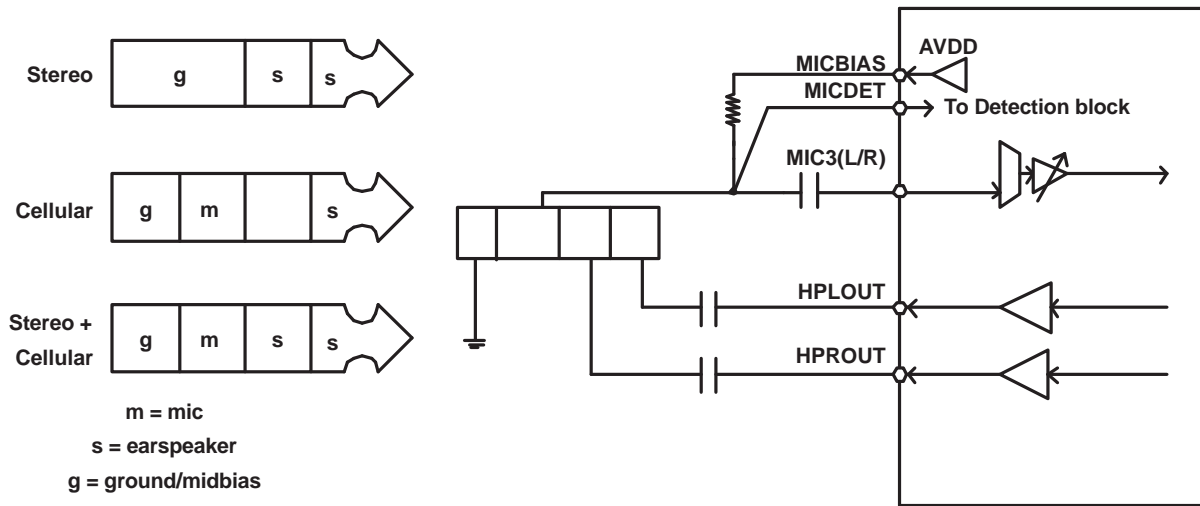 Stereo
g s s
Cellular
g m s
Stereo +
Cellular
g m s s
m = mic
s = earspeaker
g = ground/midbias
MICBIAS
AVDD
MICDET
To Detection block
MIC3(L/R)
HPLOUT
HPROUT